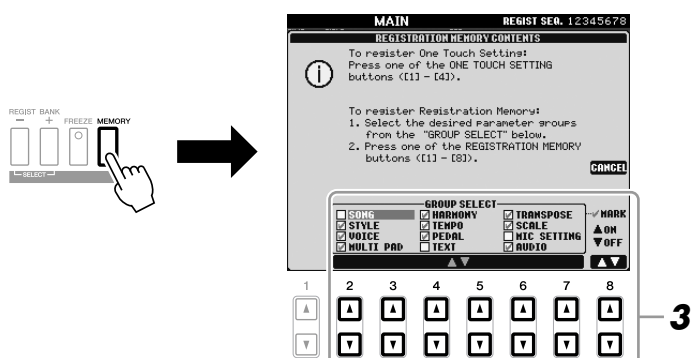 MAIN REGIST SEQ. 12345678
REGISTRATION MEMORY CONTENTS
To register One Touch Setting:
Press one of the ONE TOUCH SETTING
buttons ([1] - [4]).
To register Registration Memory:
1. Select the desired parameter groups
from the "GROUP SELECT" below.
2. Press one of the REGISTRATION MEMORY
buttons ([1] - [8]).
CANCEL
REGIST BANK
- + FREEZE MEMORY
SELECT
GROUP SELECT
SONG HARMONY TRANSPOSE MARK
STYLE TEMPO SCALE ▲ON
VOICE PEDAL MIC SETTING ▼OFF
MULTI PAD TEXT AUDIO
▲▼ ▲▼
1 2 3 4 5 6 7 8
3